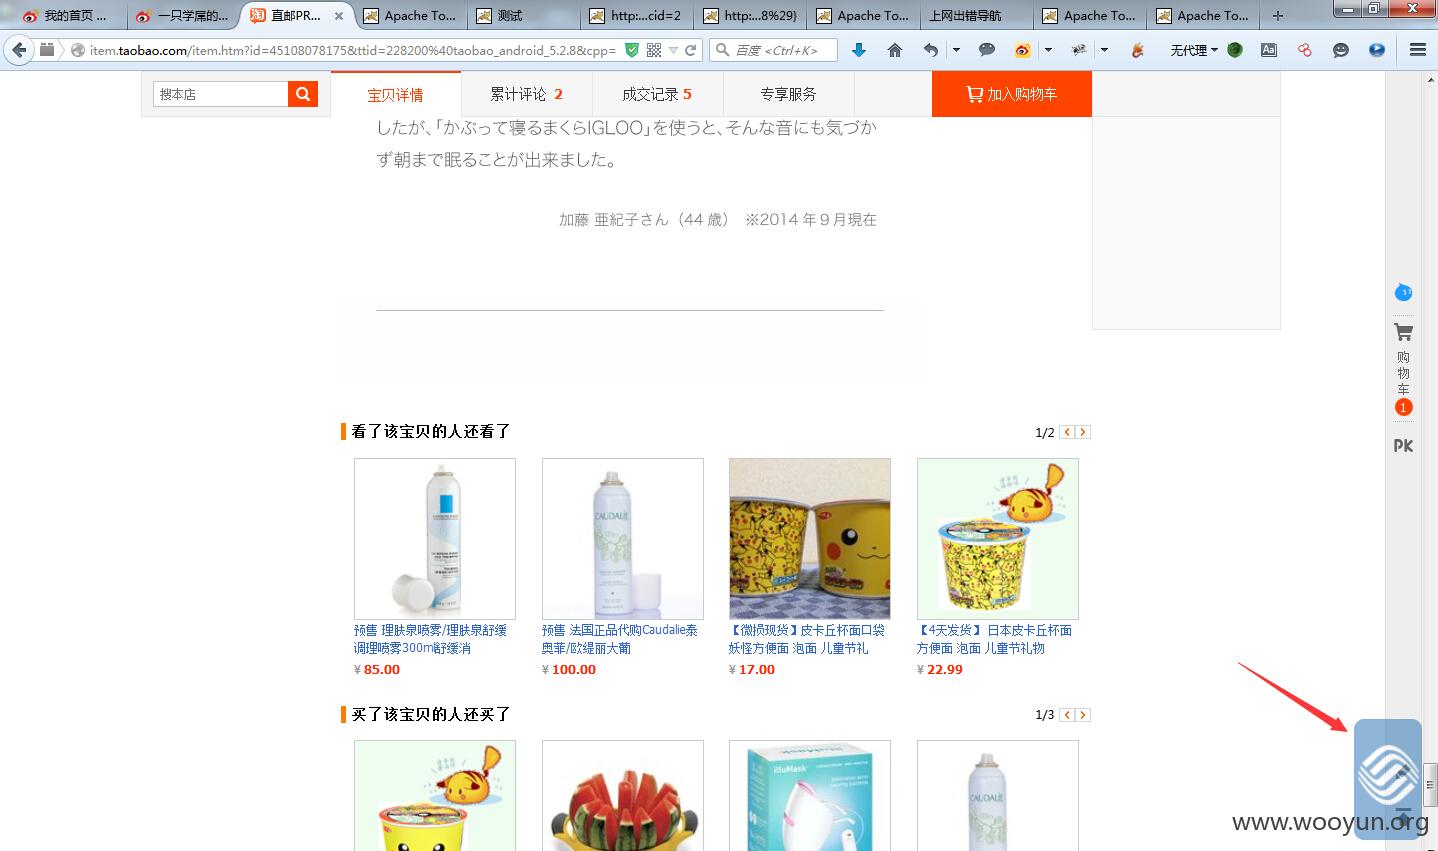 我的首页 ...
一只学屌的...
直邮PR...
Apache To...
测试
http:...cid=2
http:...8%29}
Apache To...
上网出错导航
Apache To...
Apache To...
item.taobao.com/item.htm?id=45108078175&ttid=228200%40taobao_android_5.2.8&cpp=
百度 <Ctrl+K>
无代理
搜本店
宝贝详情
累计评论 2
成交记录 5
专享服务
加入购物车
したが、「かぶって寝るまくらIGLOO」を使うと、そんな音にも気づか
ず朝まで眠ることが出来ました。
加藤 亜紀子さん（44 歳） ※2014 年 9 月現在
购物车
1
PK
看了该宝贝的人还看了
1/2
CAUDALIE
预售 理肤泉喷雾/理肤泉舒缓
调理喷雾300ml舒缓消
¥ 85.00
预售 法国正品代购Caudalie泰
奥菲/欧缇丽大葡
¥ 100.00
【微损现货】皮卡丘杯面口袋
妖怪方便面 泡面 儿童节礼
¥ 17.00
【4天发货】 日本皮卡丘杯面
方便面 泡面 儿童节礼物
¥ 22.99
买了该宝贝的人还买了
1/3
illuMask
CAUDALIE
www.wooyun.org